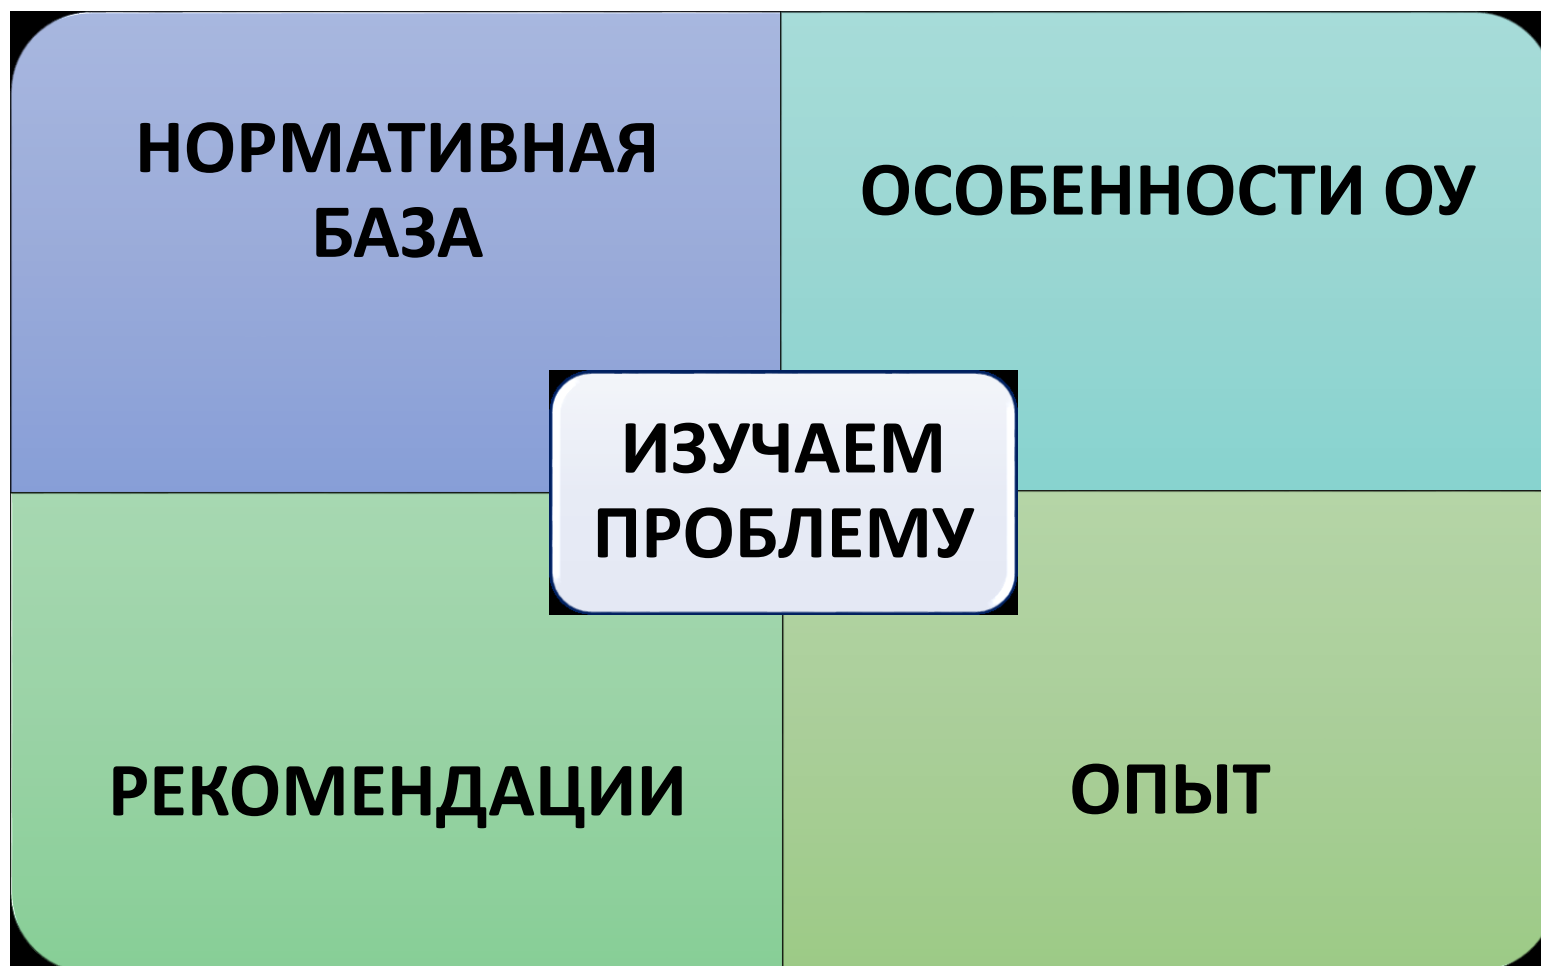 НОРМАТИВНАЯ
БАЗА
ОСОБЕННОСТИ ОУ
ИЗУЧАЕМ
ПРОБЛЕМУ
РЕКОМЕНДАЦИИ
ОПЫТ